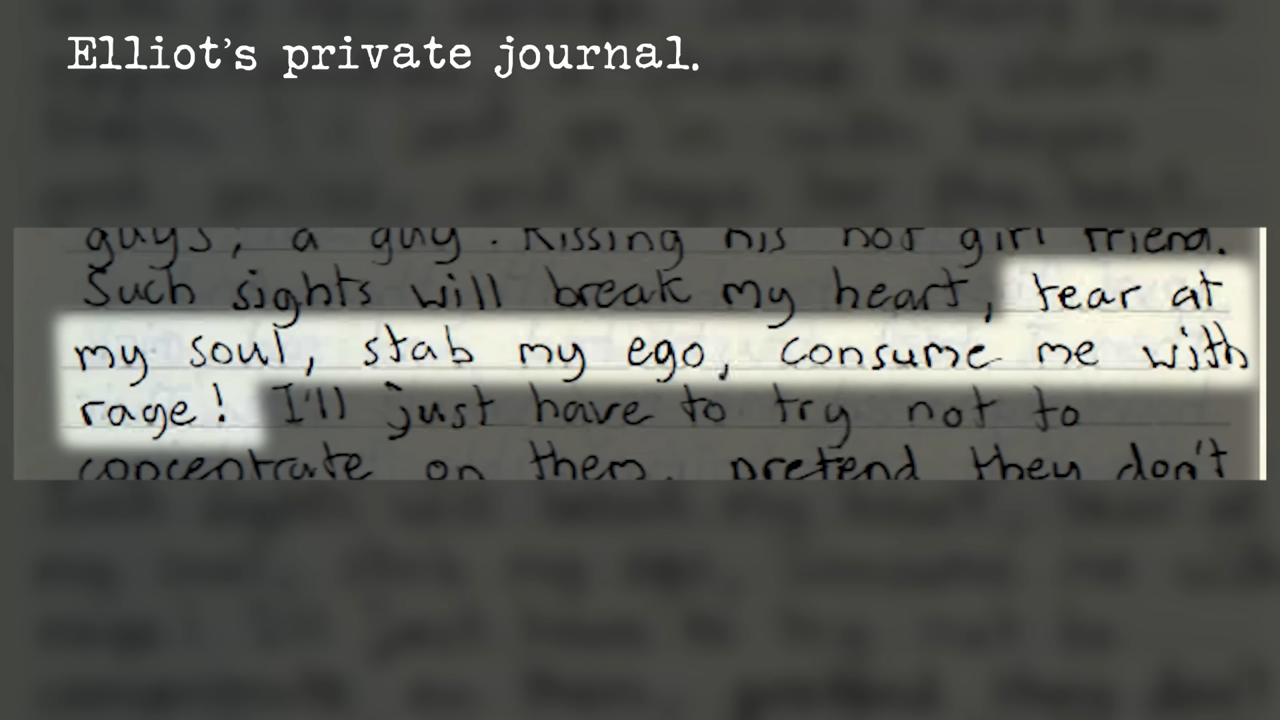 Elliot's private journal.
guys, a guy. Kissing his hot girl friend.
Such sights will break my heart, tear at
my soul, stab my ego, consume me with
rage! I'll just have to try not to
concentrate on them, pretend they don't